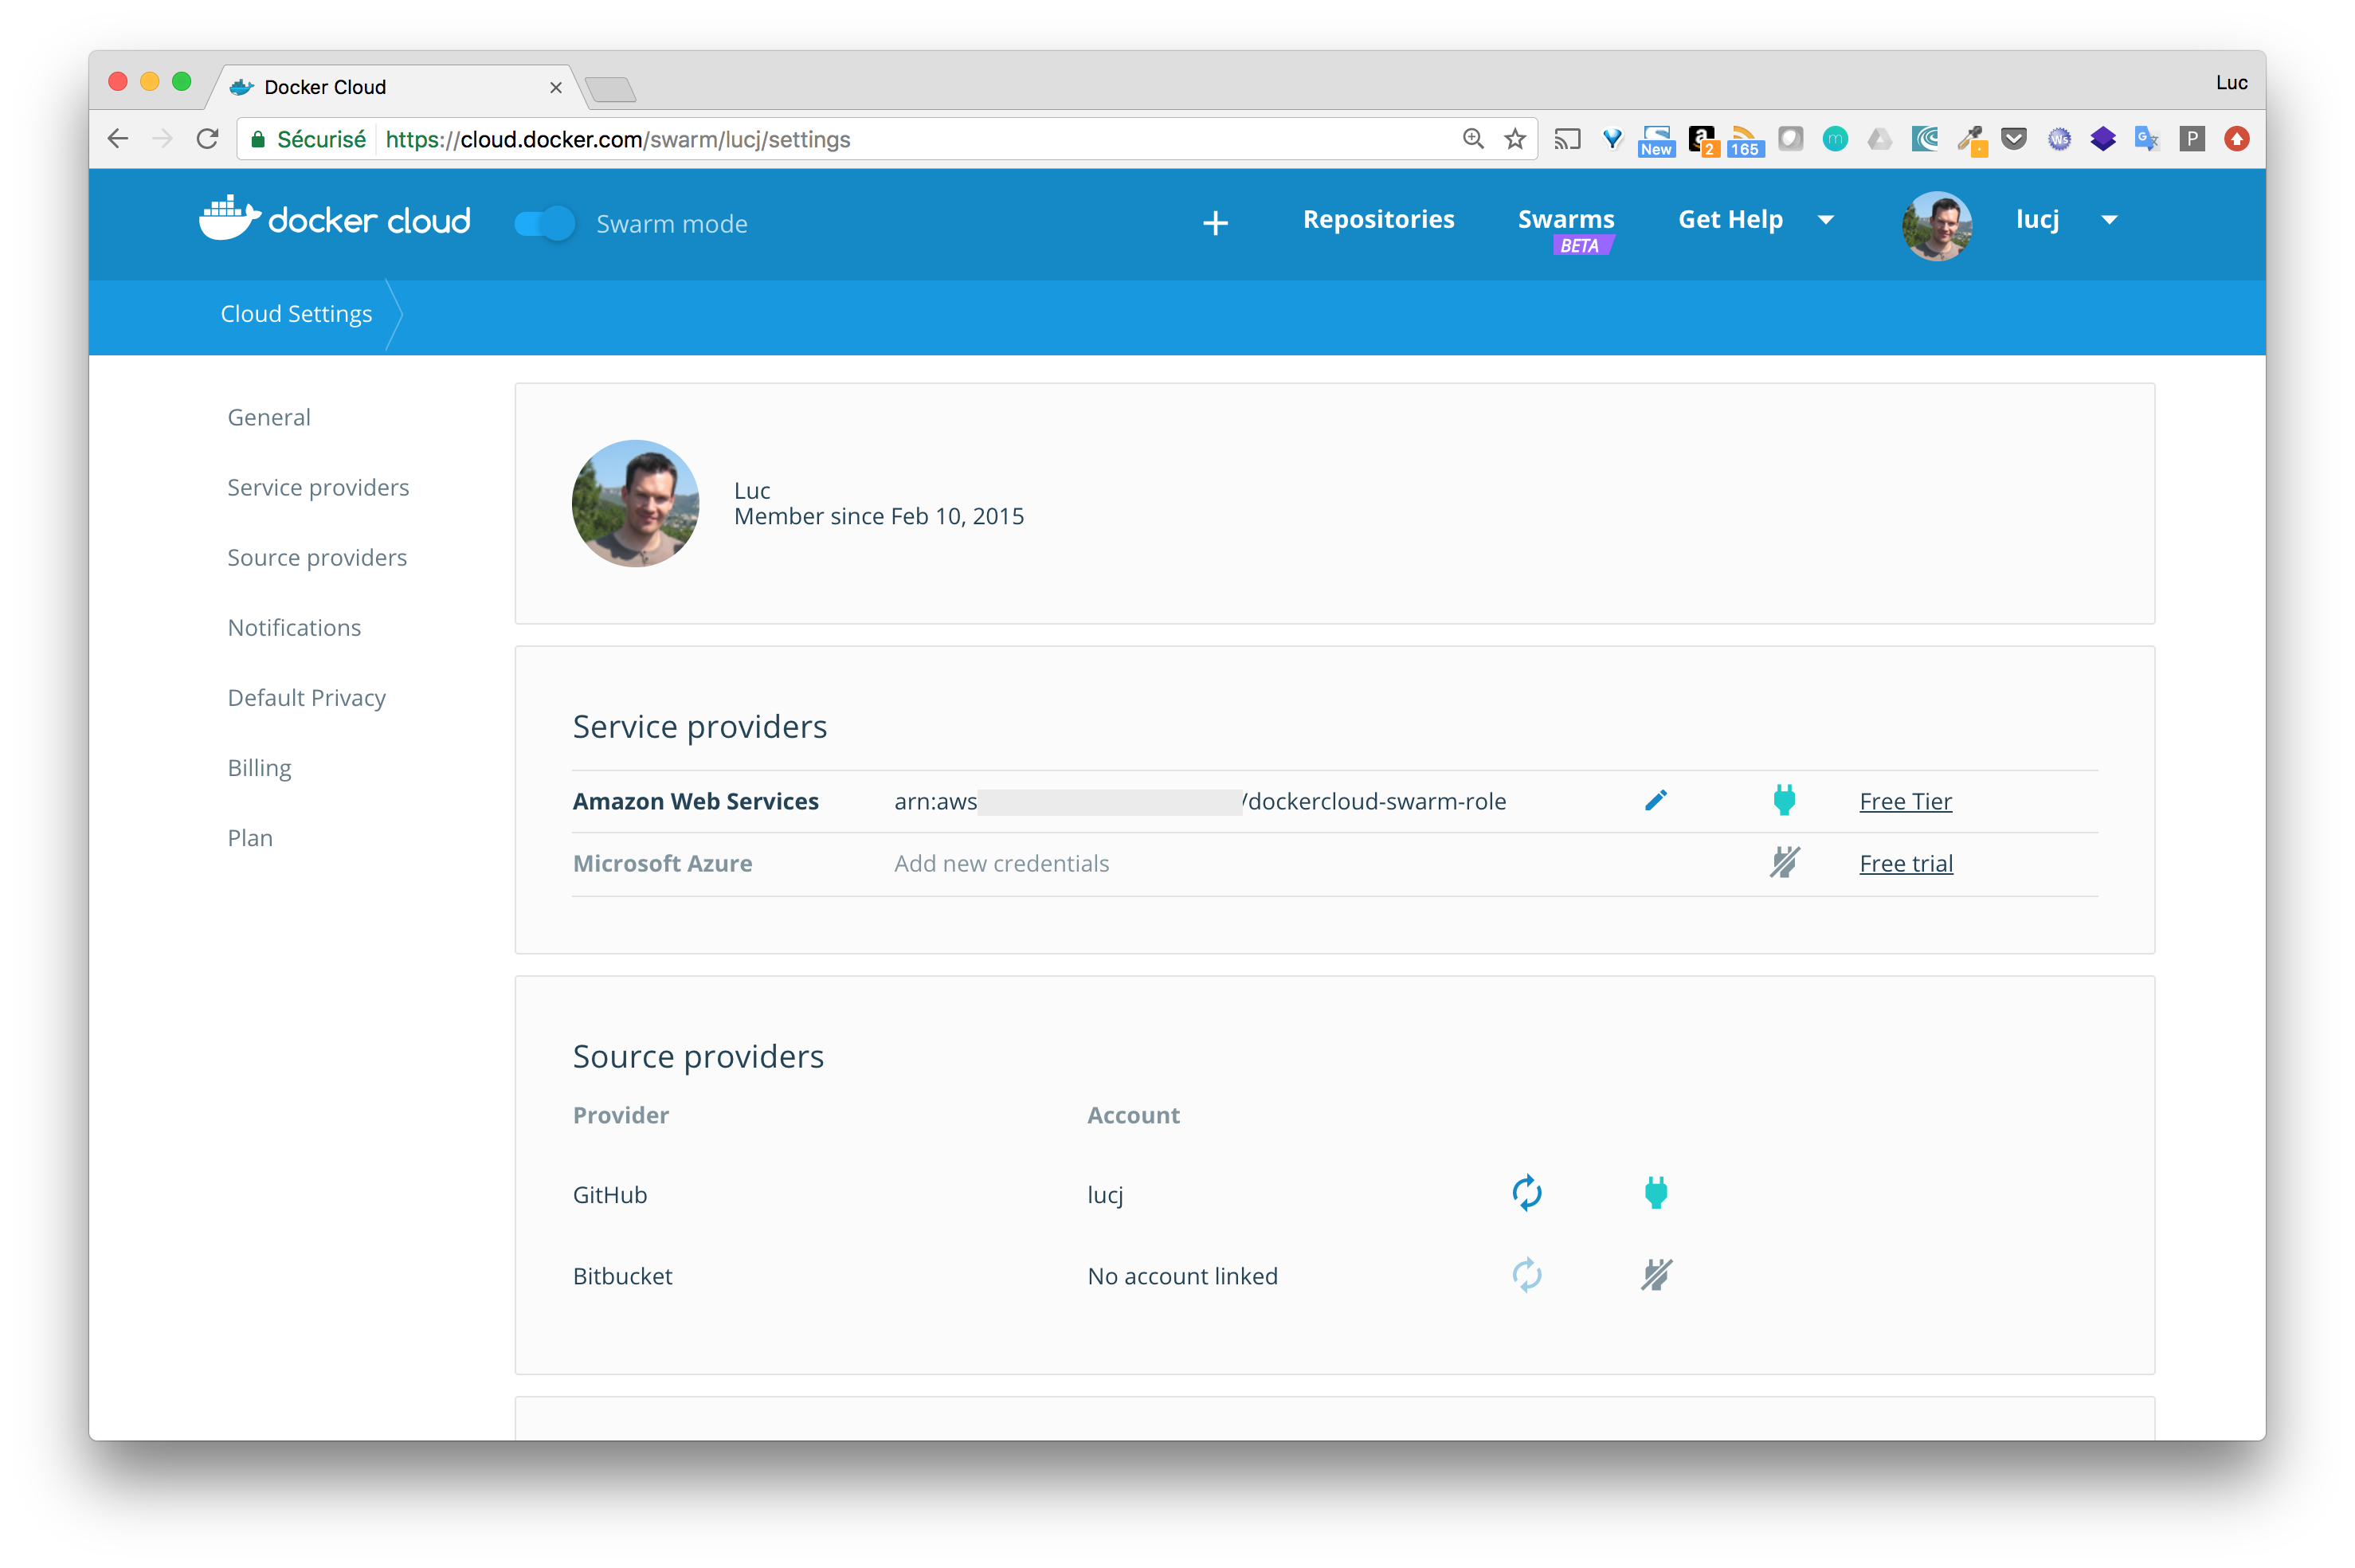 Docker Cloud
Luc
Sécurisé
https://cloud.docker.com/swarm/lucj/settings
New
a
2
165
m
Ws
G
P
docker cloud
Swarm mode
+
Repositories
Swarms
BETA
Get Help
lucj
Cloud Settings
General
Service providers
Source providers
Notifications
Default Privacy
Billing
Plan
Luc
Member since Feb 10, 2015
Service providers
Amazon Web Services arn:aws /dockercloud-swarm-role Free Tier
Microsoft Azure Add new credentials Free trial
Source providers
Provider Account
GitHub lucj
Bitbucket No account linked